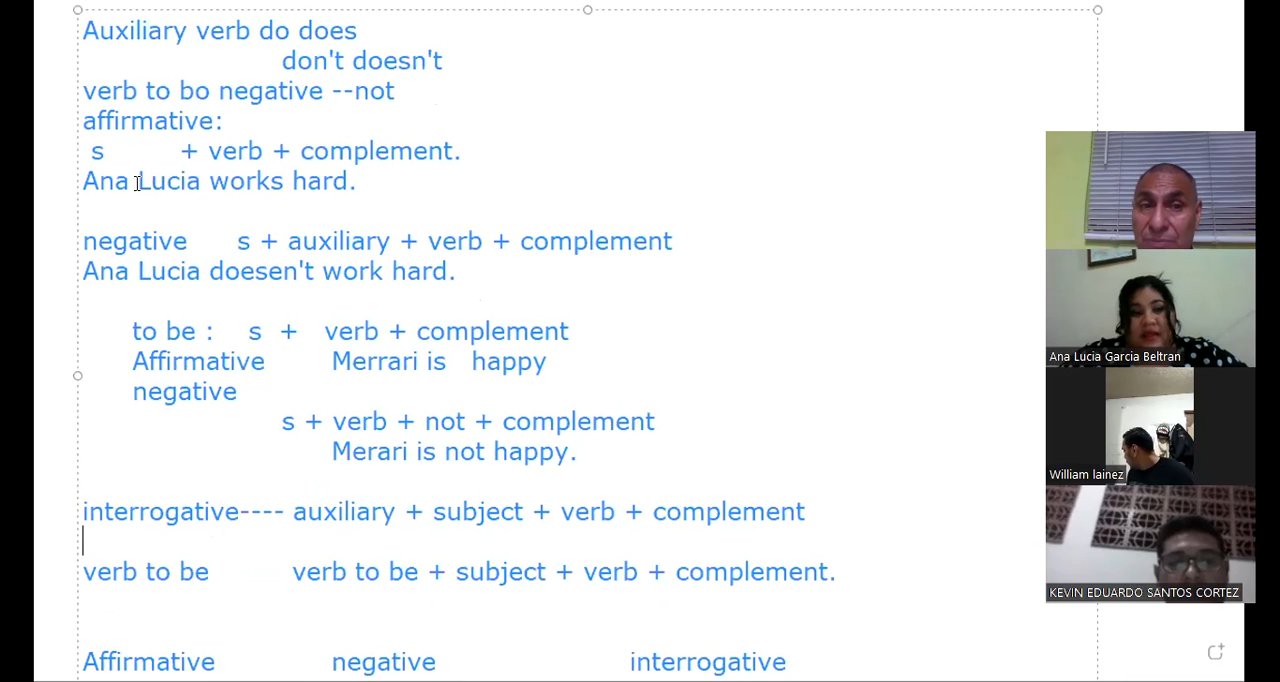 Auxiliary verb do does
don't doesn't
verb to bo negative --not
affirmative:
s + verb + complement.
Ana Lucia works hard.
negative s + auxiliary + verb + complement
Ana Lucia doesen't work hard.
to be : s + verb + complement
Affirmative Merrari is happy
negative
s + verb + not + complement
Merari is not happy.
interrogative---- auxiliary + subject + verb + complement
verb to be verb to be + subject + verb + complement.
Affirmative negative interrogative
Ana Lucia Garcia Beltran
William lainez
KEVIN EDUARDO SANTOS CORTEZ